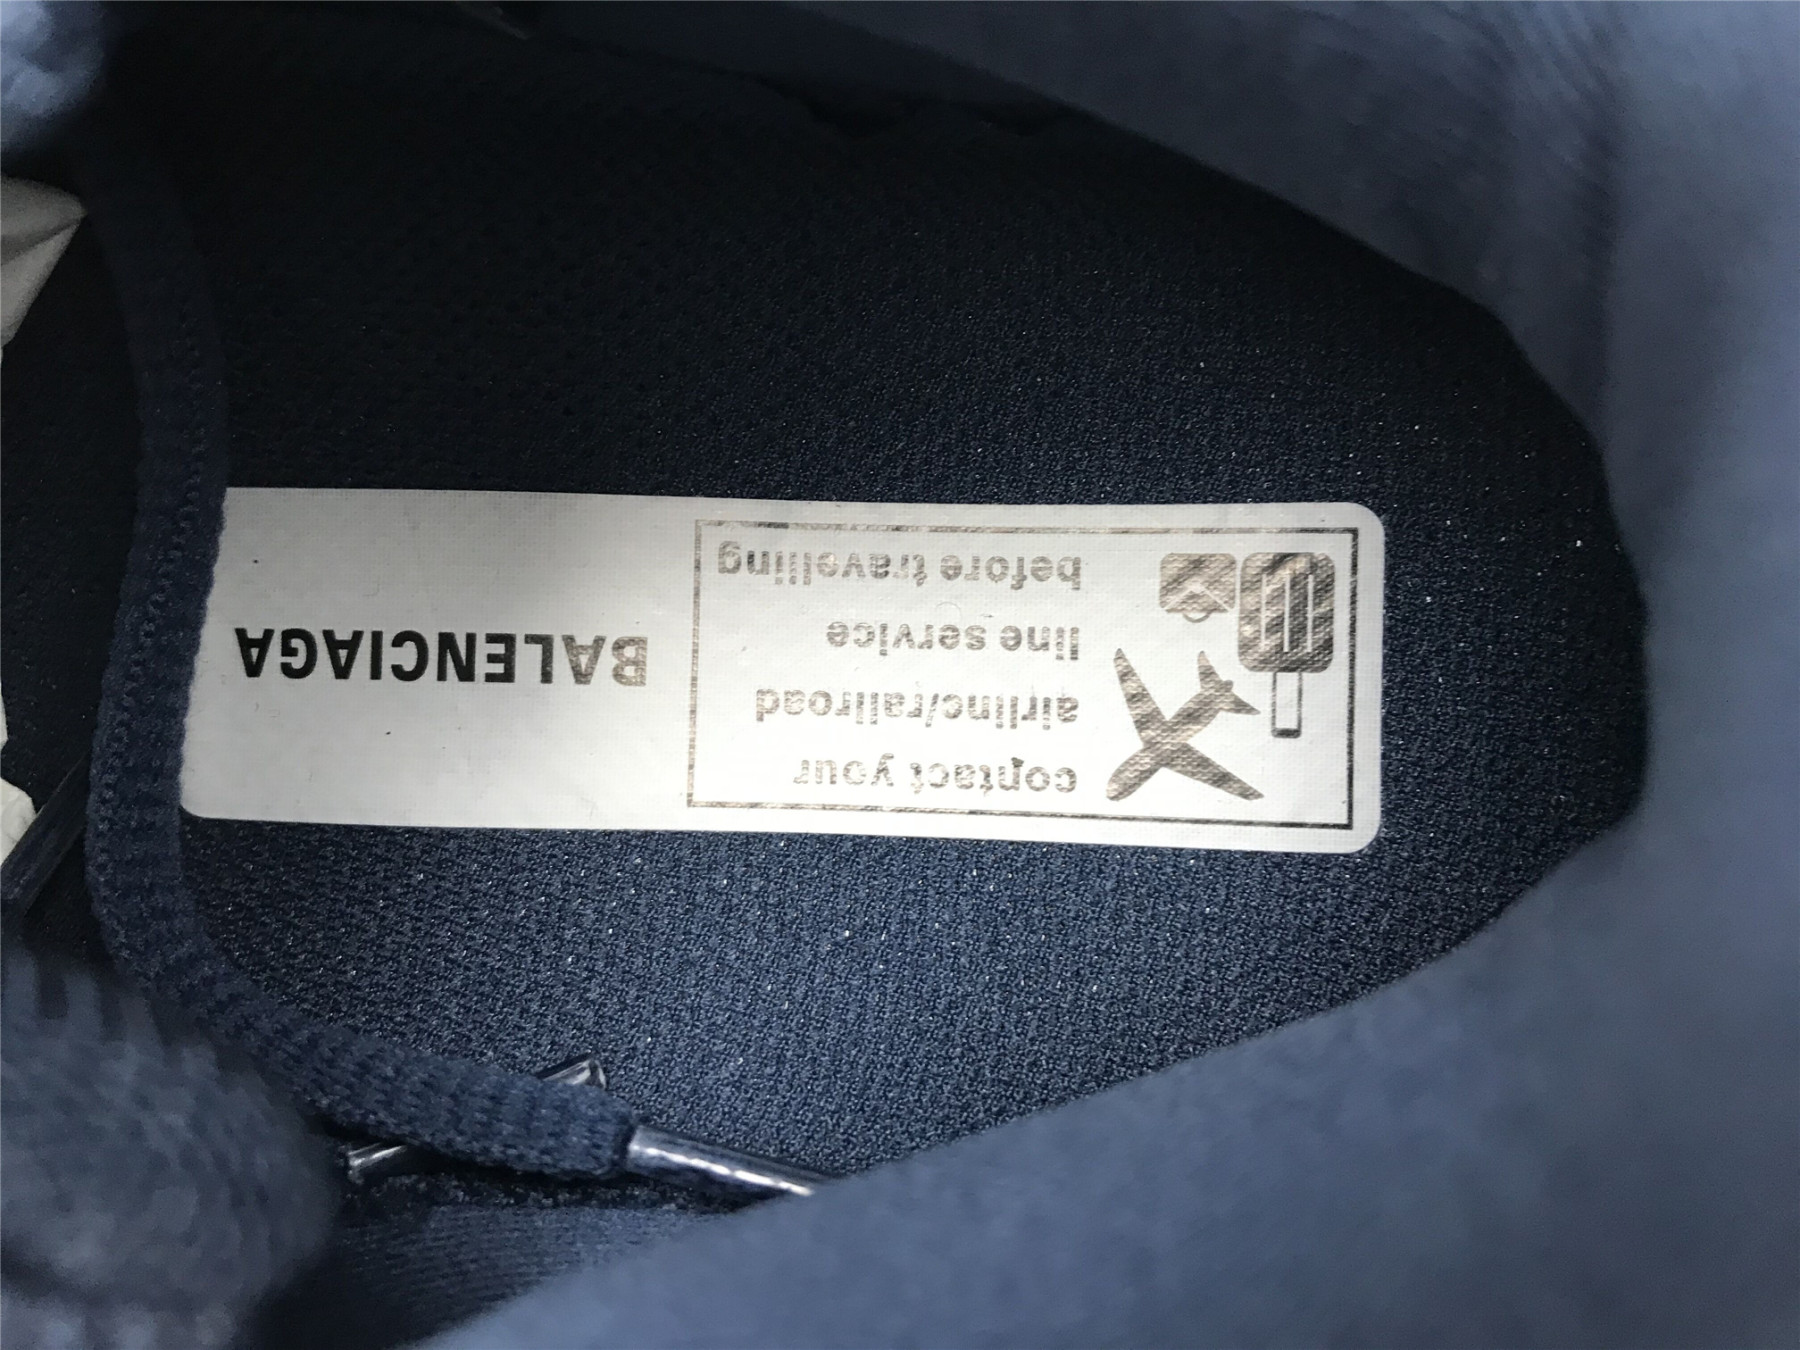 contact your
airline/railroad
line service
before travelling
BALENCIAGA